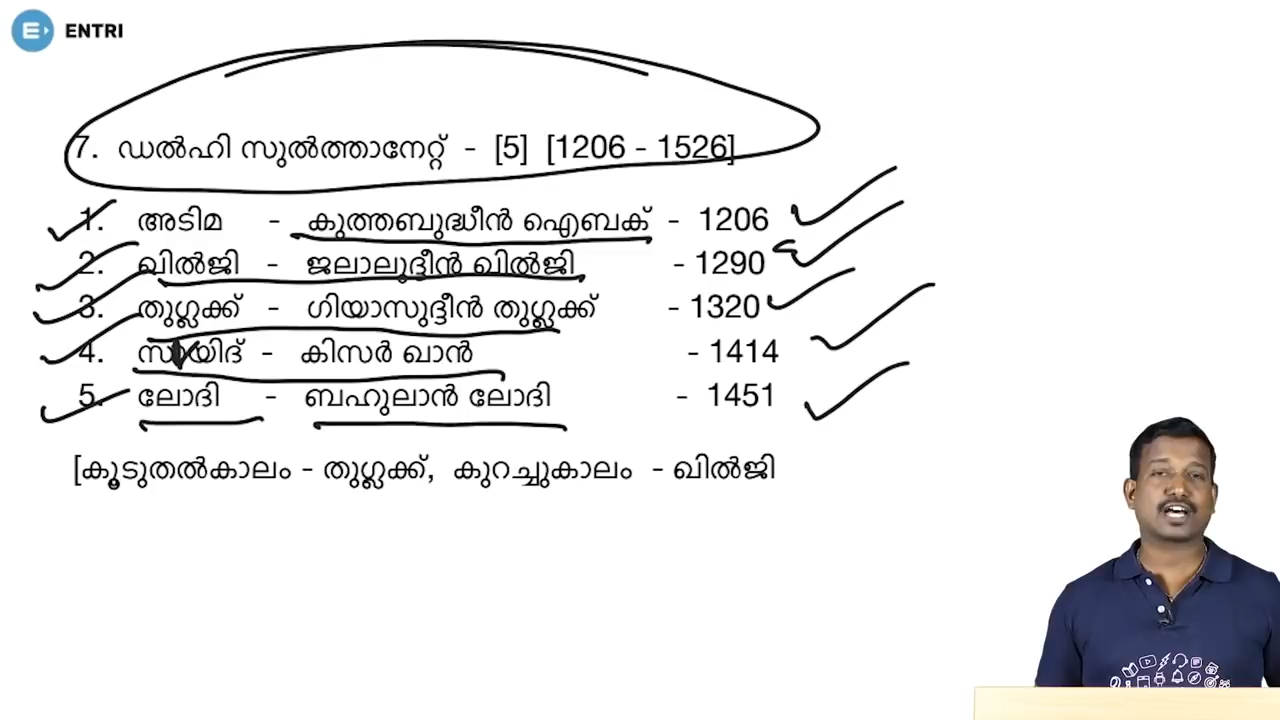 ENTRI
7. ഡൽഹി സുൽത്താനേറ്റ് - [5] [1206 - 1526]
1. അടിമ - കുത്തബുദ്ധീൻ ഐബക് - 1206
2. ഖിൽജി - ജലാലുദ്ദീൻ ഖിൽജി - 1290
3. തുഗ്ലക്ക് - ഗിയാസുദ്ദീൻ തുഗ്ലക്ക് - 1320
4. സയിദ് - കിസർ ഖാൻ - 1414
5. ലോദി - ബഹുലാൻ ലോദി - 1451
[കൂടുതൽകാലം - തുഗ്ലക്ക്, കുറച്ചുകാലം - ഖിൽജി